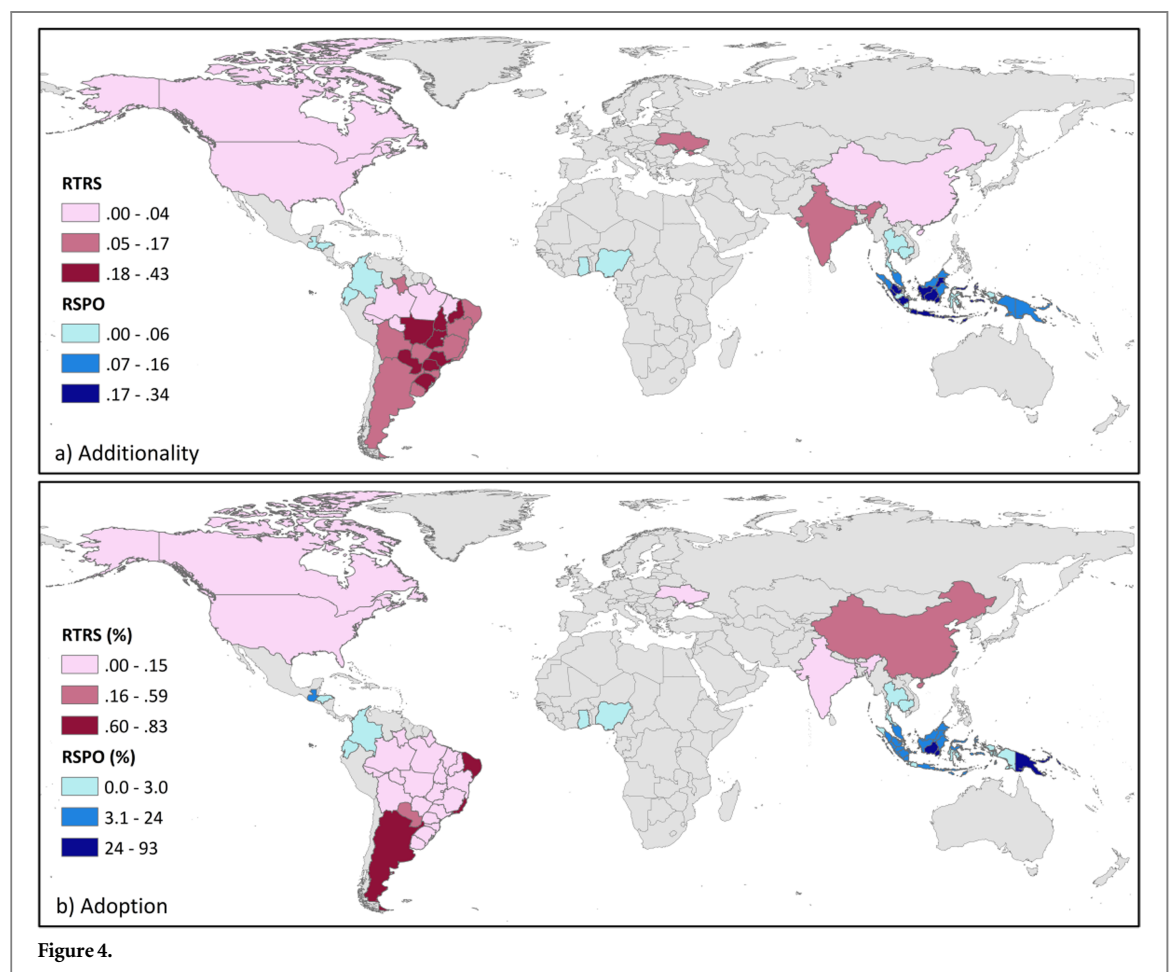 RTRS
.00 - .04
.05 - .17
.18 - .43
RSPO
.00 - .06
.07 - .16
.17 - .34
a) Additionality
RTRS (%)
.00 - .15
.16 - .59
.60 - .83
RSPO (%)
0.0 - 3.0
3.1 - 24
24 - 93
b) Adoption
Figure 4.